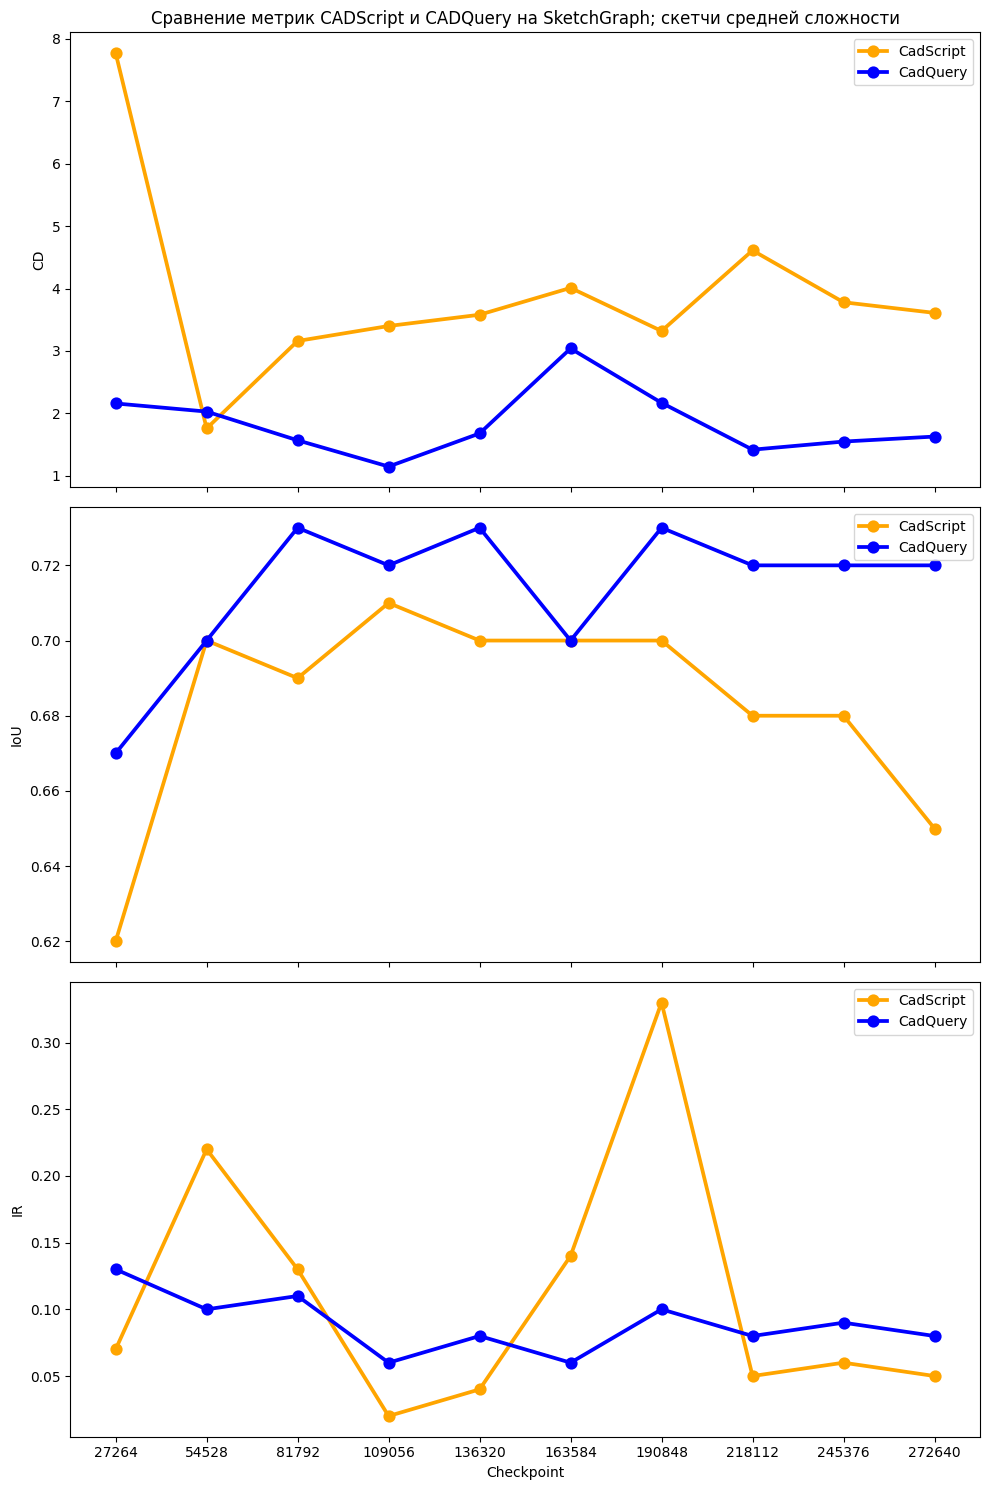 Сравнение метрик CADScript и CADQuery на SketchGraph; скетчи средней сложности
8
7
6
5
4
3
2
1
CD
CadScript
CadQuery
0.72
0.70
0.68
0.66
0.64
0.62
IoU
CadScript
CadQuery
0.30
0.25
0.20
0.15
0.10
0.05
IR
CadScript
CadQuery
27264 54528 81792 109056 136320 163584 190848 218112 245376 272640
Checkpoint